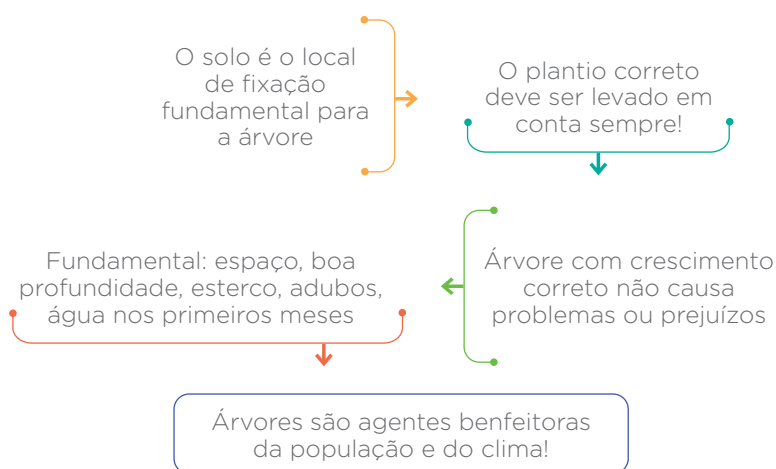 O solo é o local
de fixação
fundamental para
a árvore
O plantio correto
deve ser levado em
conta sempre!
Árvore com crescimento
correto não causa
problemas ou prejuízos
Fundamental: espaço, boa
profundidade, esterco, adubos,
água nos primeiros meses
Árvores são agentes benfeitoras
da população e do clima!